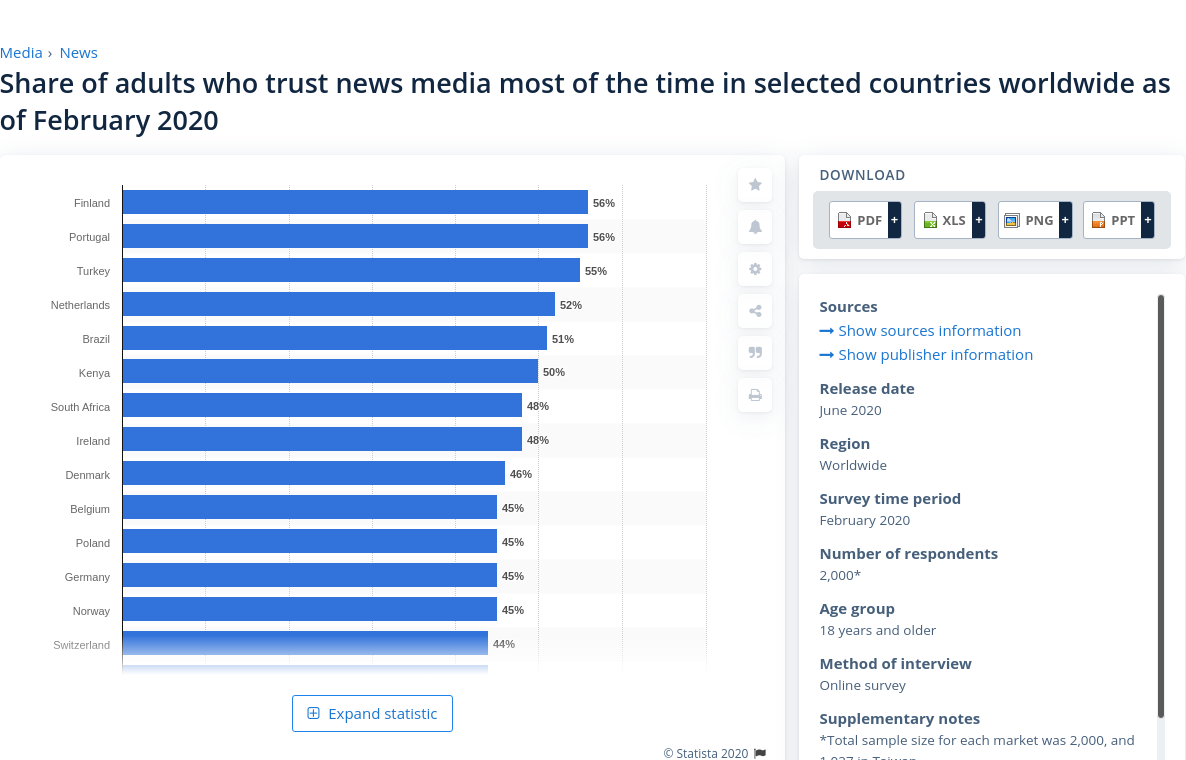 Media › News
Share of adults who trust news media most of the time in selected countries worldwide as
of February 2020
Finland 56%
Portugal 56%
Turkey 55%
Netherlands 52%
Brazil 51%
Kenya 50%
South Africa 48%
Ireland 48%
Denmark 46%
Belgium 45%
Poland 45%
Germany 45%
Norway 45%
Switzerland 44%
Expand statistic
© Statista 2020
DOWNLOAD
PDF + XLS + PNG + PPT +
Sources
Show sources information
Show publisher information
Release date
June 2020
Region
Worldwide
Survey time period
February 2020
Number of respondents
2,000*
Age group
18 years and older
Method of interview
Online survey
Supplementary notes
*Total sample size for each market was 2,000, and
1,027 in Taiwan